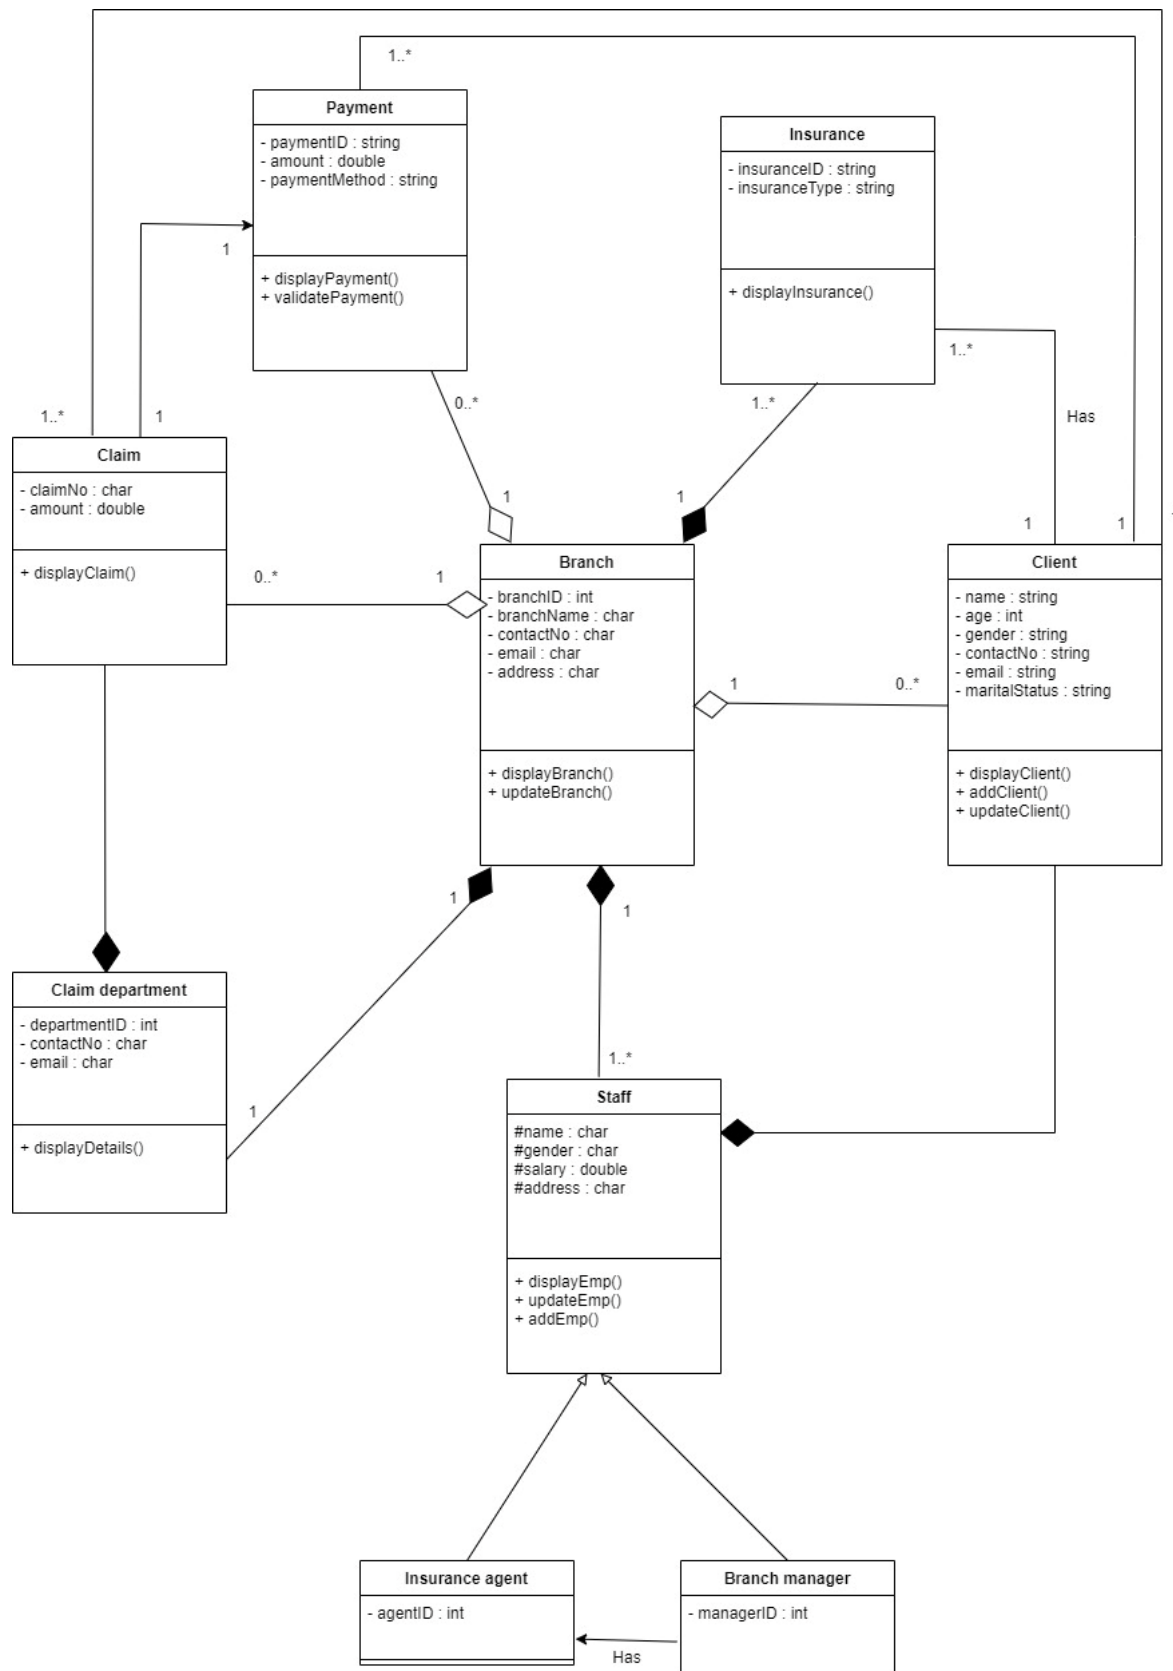 1..*
Payment
- paymentID : string
- amount : double
- paymentMethod : string
+ displayPayment()
+ validatePayment()
Insurance
- insuranceID : string
- insuranceType : string
+ displayInsurance()
1
1..*
0..*
1..*
Has
1..*
1
Claim
- claimNo : char
- amount : double
+ displayClaim()
1
1
1
1
0..*
1
Branch
- branchID : int
- branchName : char
- contactNo : char
- email : char
- address : char
+ displayBranch()
+ updateBranch()
1
0..*
Client
- name : string
- age : int
- gender : string
- contactNo : string
- email : string
- maritalStatus : string
+ displayClient()
+ addClient()
+ updateClient()
1
1
Claim department
- departmentID : int
- contactNo : char
- email : char
+ displayDetails()
1
1..*
Staff
#name : char
#gender : char
#salary : double
#address : char
+ displayEmp()
+ updateEmp()
+ addEmp()
Insurance agent
- agentID : int
Has
Branch manager
- managerID : int